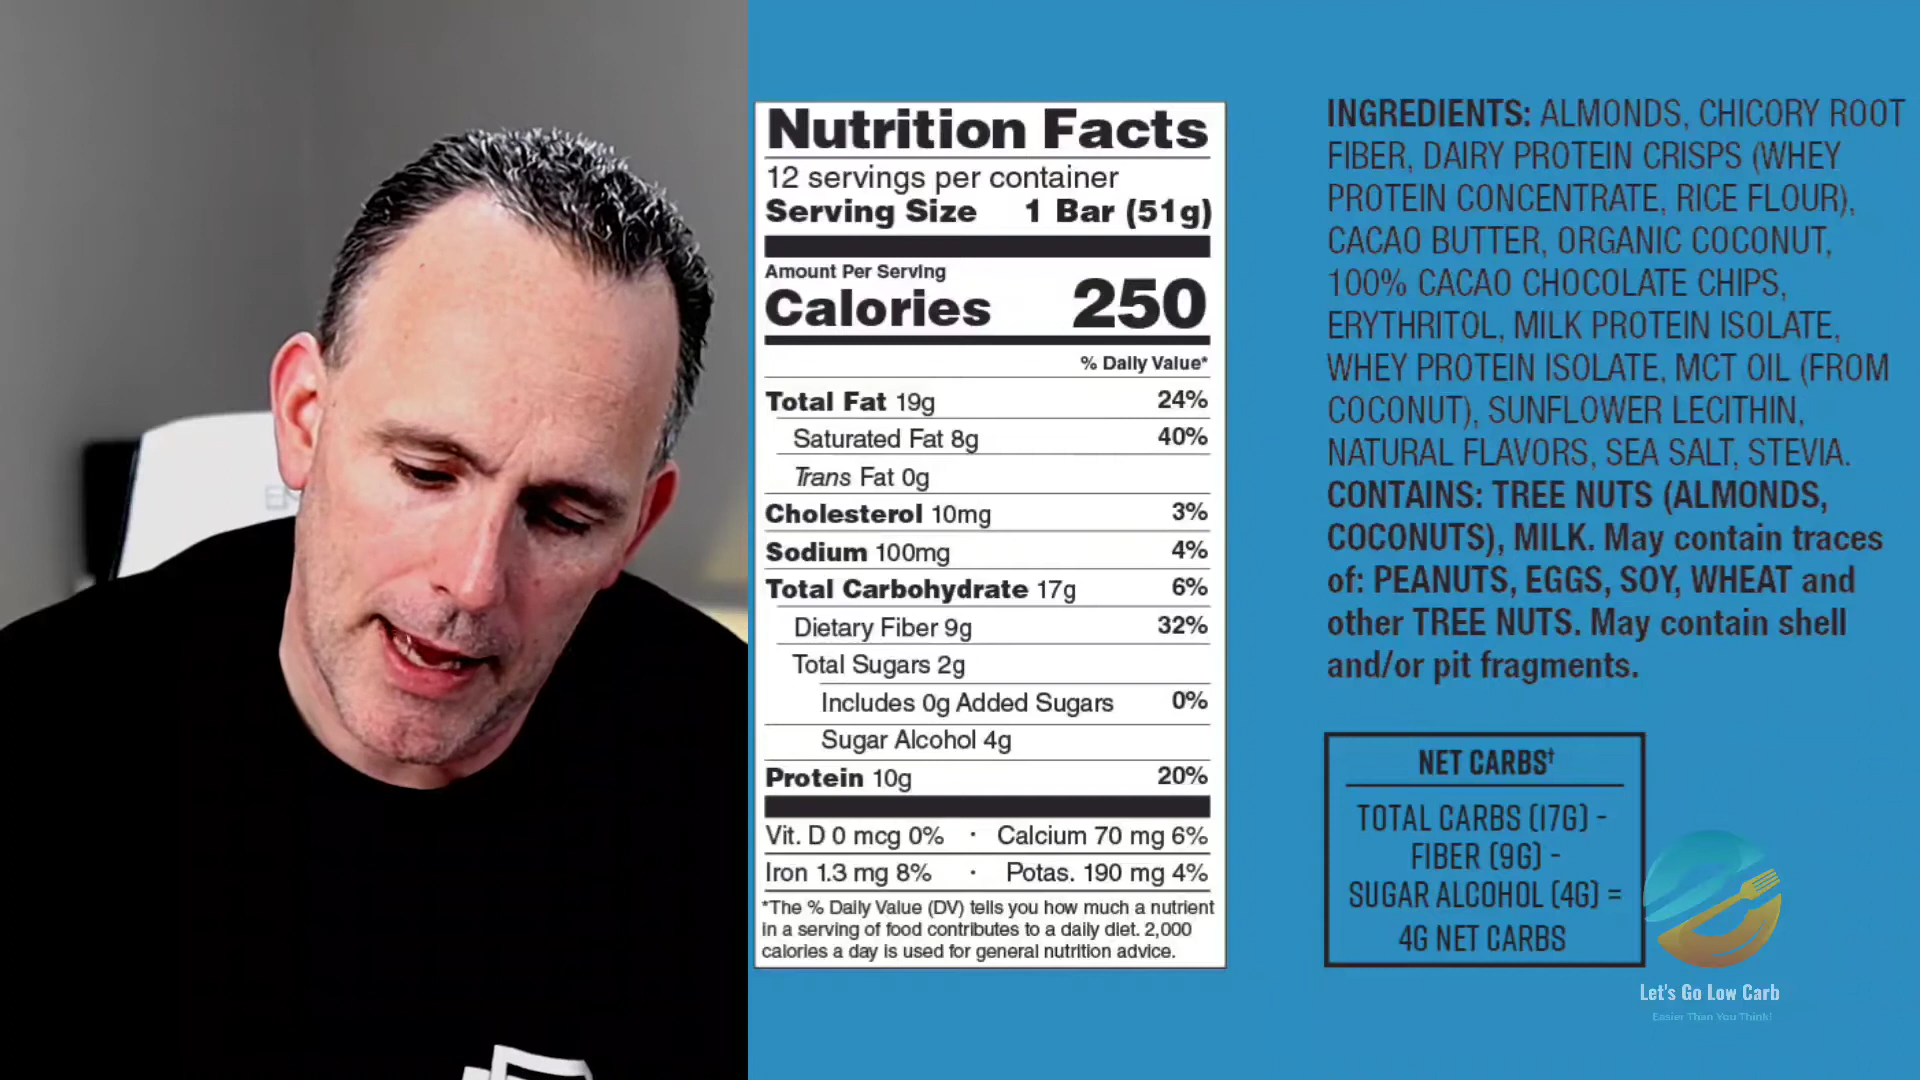 Nutrition Facts
12 servings per container
Serving Size 1 Bar (51g)
Amount Per Serving
Calories 250
% Daily Value*
Total Fat 19g 24%
Saturated Fat 8g 40%
Trans Fat 0g
Cholesterol 10mg 3%
Sodium 100mg 4%
Total Carbohydrate 17g 6%
Dietary Fiber 9g 32%
Total Sugars 2g
Includes 0g Added Sugars 0%
Sugar Alcohol 4g
Protein 10g 20%
Vit. D 0 mcg 0% · Calcium 70 mg 6%
Iron 1.3 mg 8% · Potas. 190 mg 4%
*The % Daily Value (DV) tells you how much a nutrient
in a serving of food contributes to a daily diet. 2,000
calories a day is used for general nutrition advice.
INGREDIENTS: ALMONDS, CHICORY ROOT
FIBER, DAIRY PROTEIN CRISPS (WHEY
PROTEIN CONCENTRATE, RICE FLOUR),
CACAO BUTTER, ORGANIC COCONUT,
100% CACAO CHOCOLATE CHIPS,
ERYTHRITOL, MILK PROTEIN ISOLATE,
WHEY PROTEIN ISOLATE, MCT OIL (FROM
COCONUT), SUNFLOWER LECITHIN,
NATURAL FLAVORS, SEA SALT, STEVIA.
CONTAINS: TREE NUTS (ALMONDS,
COCONUTS), MILK. May contain traces
of: PEANUTS, EGGS, SOY, WHEAT and
other TREE NUTS. May contain shell
and/or pit fragments.
NET CARBS†
TOTAL CARBS (17G) -
FIBER (9G) -
SUGAR ALCOHOL (4G) =
4G NET CARBS
Let's Go Low Carb
Easier Than You Think!